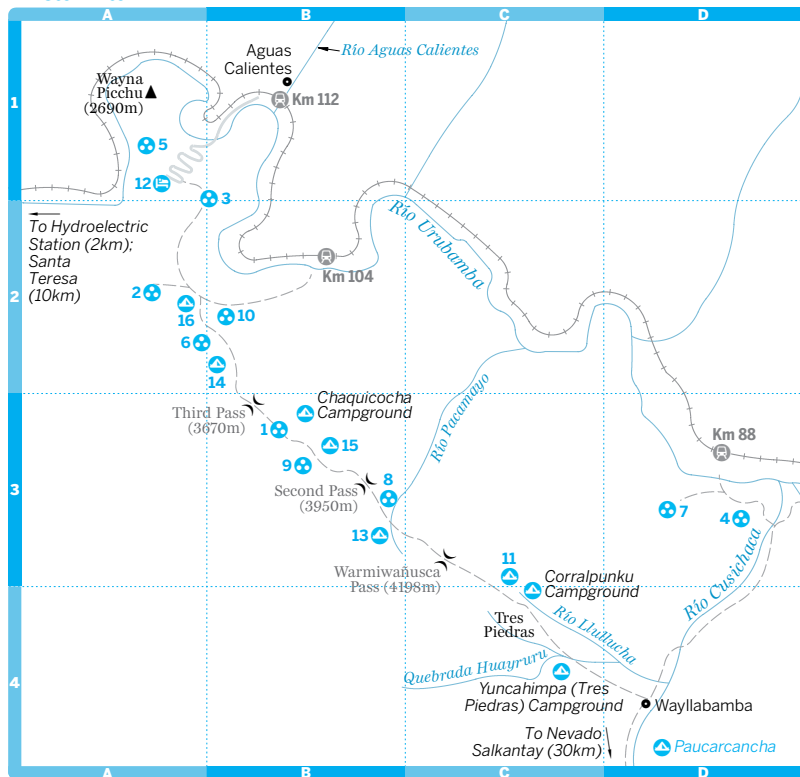 A
B
C
D
1
2
3
4
Aguas
Calientes
Río Aguas Calientes
Wayna
Picchu
(2690m)
Km 112
5
12
3
To Hydroelectric
Station (2km);
Santa
Teresa
(10km)
Río Urubamba
Km 104
2
16
10
6
14
Third Pass
(3670m)
Chaquicocha
Campground
1
15
9
8
Second Pass
(3950m)
13
Río Pacamayo
Km 88
7
4
Warmiwañusca
Pass (4198m)
11
Corralpunku
Campground
Río Cusichaca
Tres
Piedras
Río Llullucha
Quebrada Huayruru
Yuncahimpa (Tres
Piedras) Campground
Wayllabamba
To Nevado
Salkantay (30km)
Paucarcancha
A
B
C
D